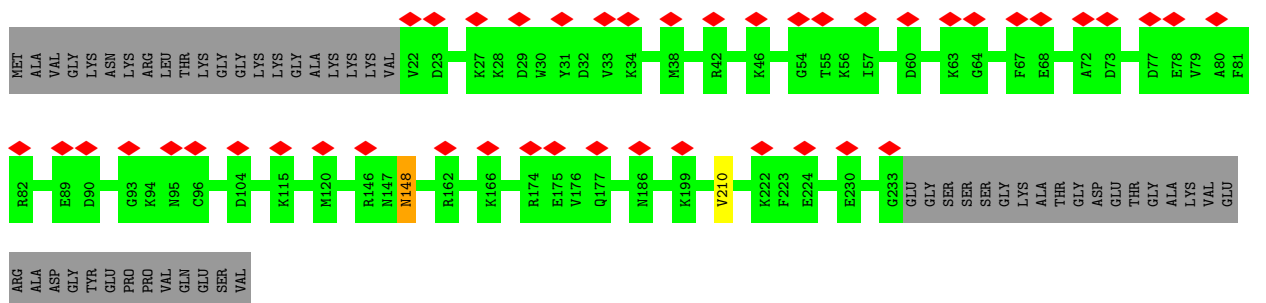 MET ALA VAL GLY LYS ASN LYS ARG LEU THR LYS GLY GLY LYS LYS GLY ALA LYS LYS LYS VAL V22 D23 K27 K28 D29 W30 Y31 D32 V33 K34 M38 R42 K46 G54 T55 K56 I57 D60 K63 G64 F67 E68 A72 D73 D77 E78 V79 A80 F81
R82 E89 D90 G93 K94 N95 C96 D104 K115 M120 R146 N147 N148 R162 K166 R174 E175 V176 Q177 N186 K199 V210 K222 F223 E224 E230 G233 GLU GLY SER SER SER GLY LYS ALA THR GLY ASP GLU THR GLY ALA LYS VAL GLU
ARG ALA ASP GLY TYR GLU PRO PRO VAL GLN GLU SER VAL